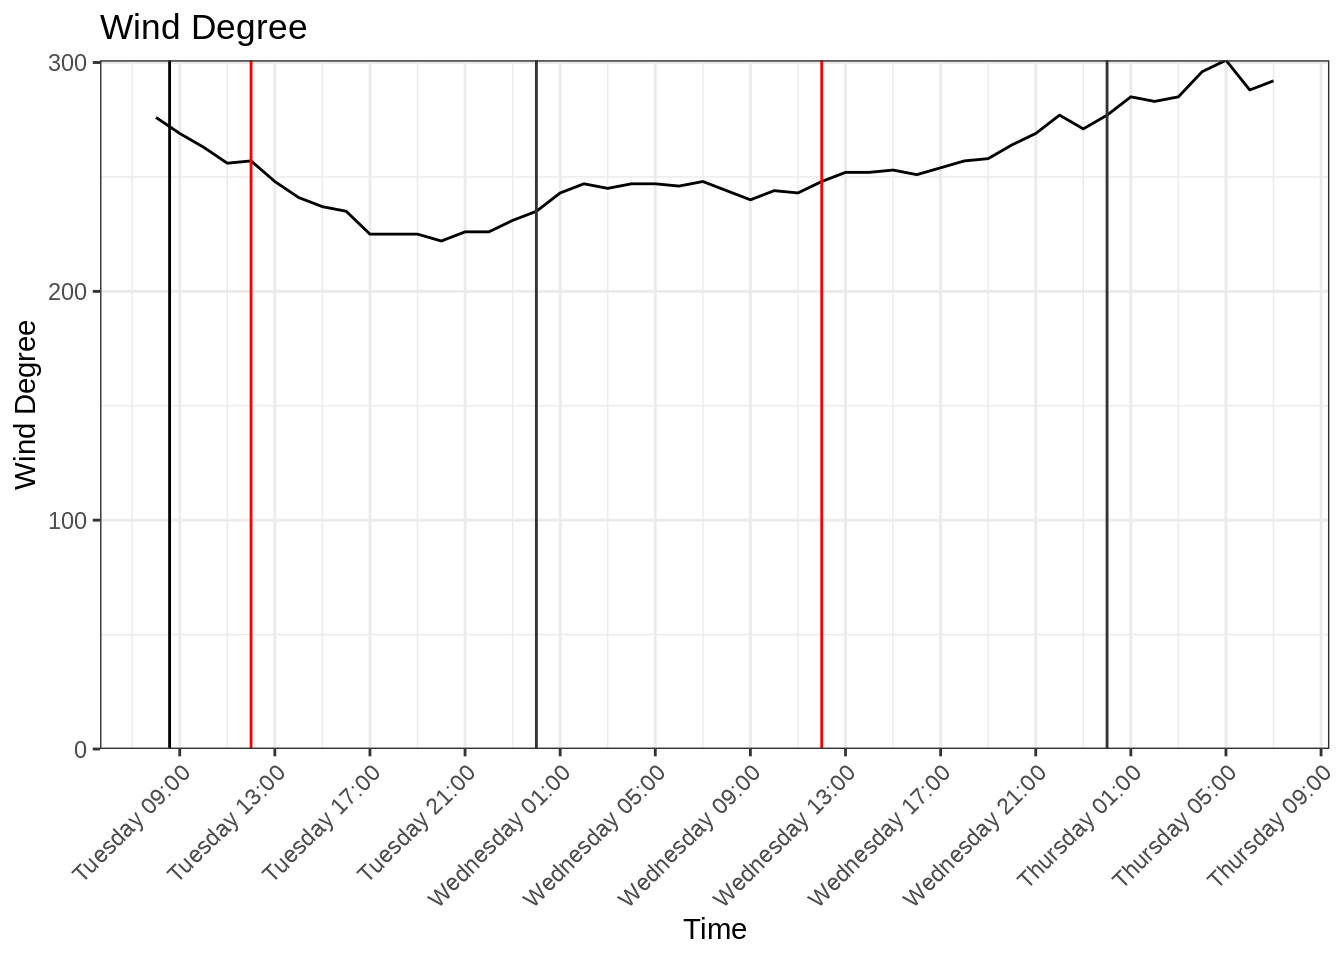 Wind Degree
300
200
100
0
Wind Degree
Tuesday 09:00
Tuesday 13:00
Tuesday 17:00
Tuesday 21:00
Wednesday 01:00
Wednesday 05:00
Wednesday 09:00
Wednesday 13:00
Wednesday 17:00
Wednesday 21:00
Thursday 01:00
Thursday 05:00
Thursday 09:00
Time